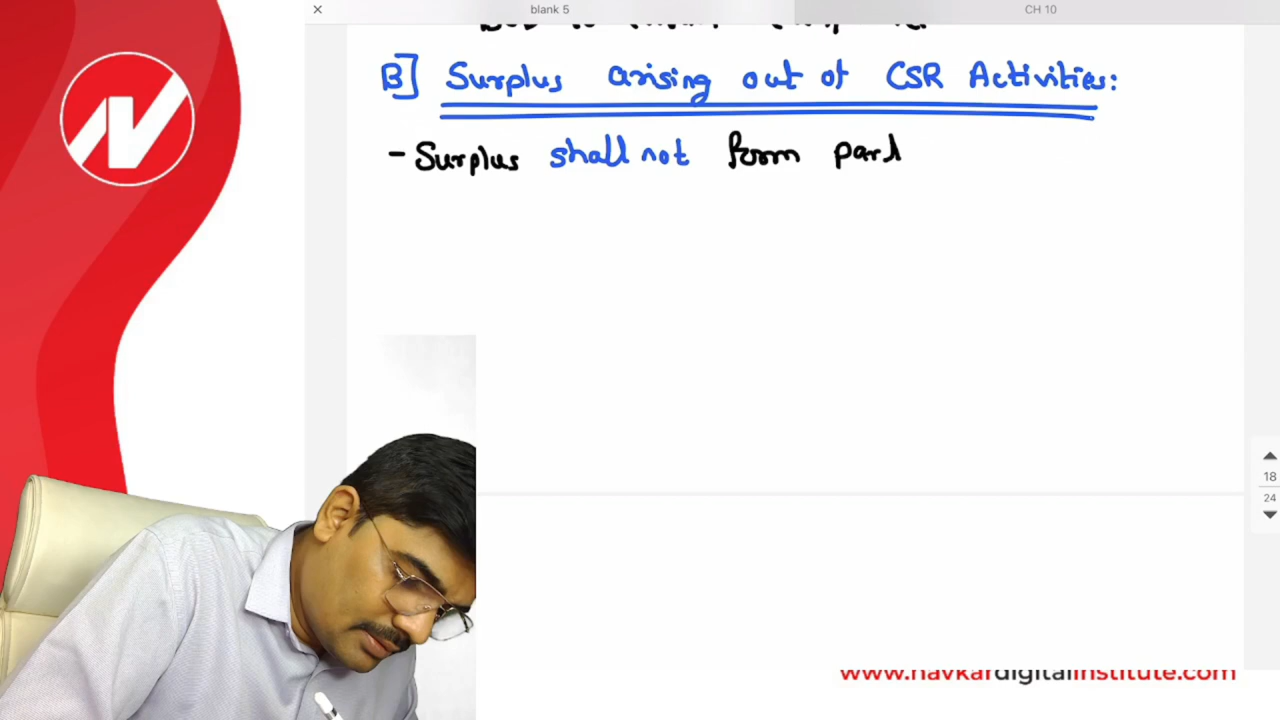 blank 5
CH 10
B] Surplus arising out of CSR Activities:
- Surplus shall not form part
18
24
www.navkardigitalinstitute.com